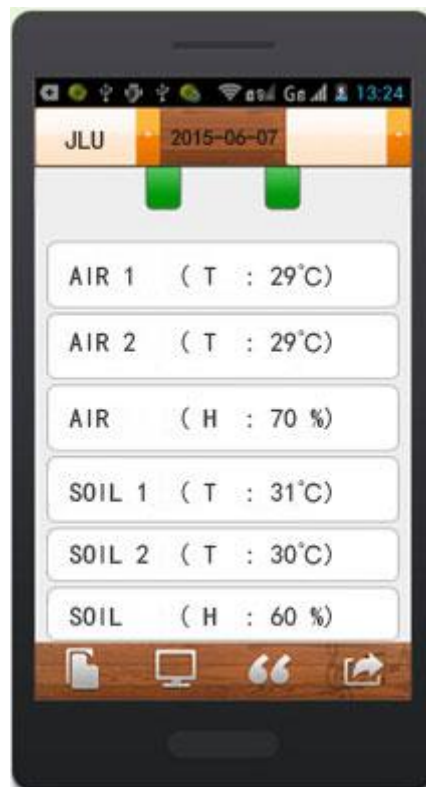 13:24
JLU 2015-06-07
AIR 1 ( T : 29°C)
AIR 2 ( T : 29°C)
AIR ( H : 70 %)
SOIL 1 ( T : 31°C)
SOIL 2 ( T : 30°C)
SOIL ( H : 60 %)